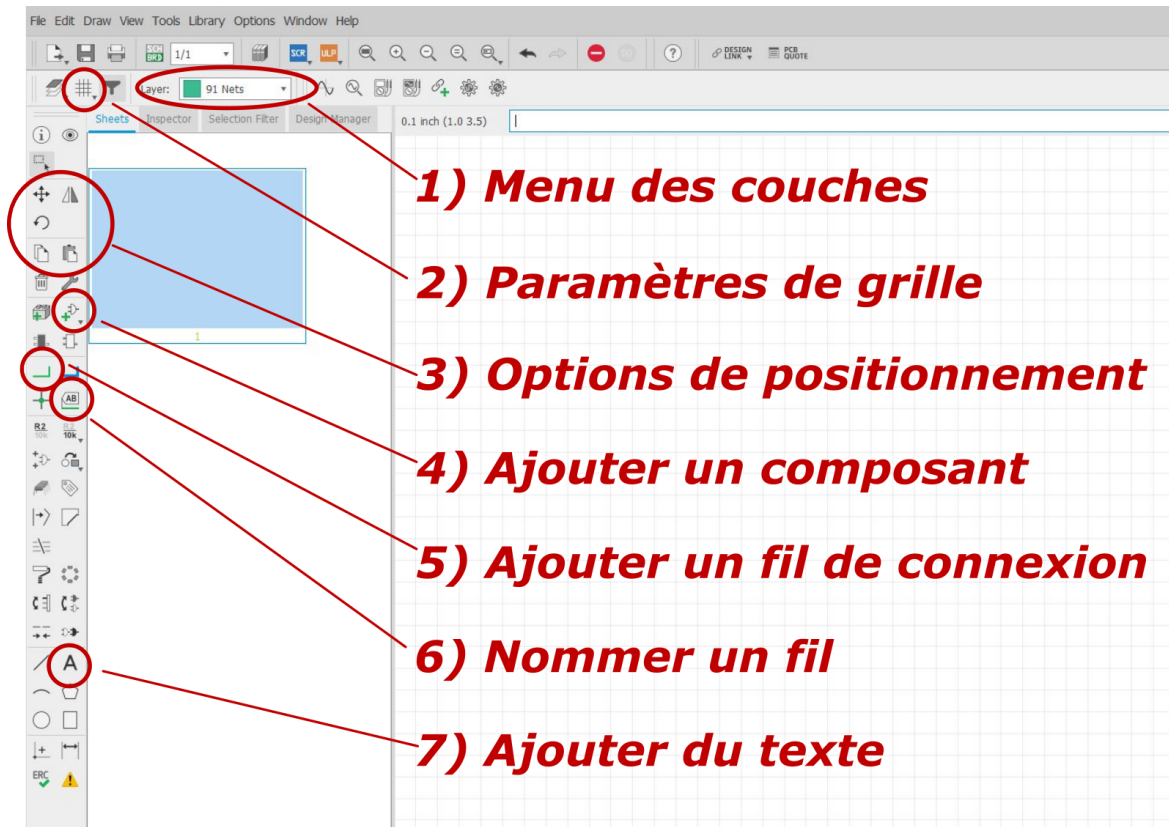 File Edit Draw View Tools Library Options Window Help
SCH BRD 1/1 SCR ULP ? DESIGN LINK PCB QUOTE
Layer: 91 Nets
Sheets Inspector Selection Filter Design Manager 0.1 inch (1.0 3.5)
i
1) Menu des couches
2) Paramètres de grille
1
3) Options de positionnement
AB
R2 10k R2 10k
4) Ajouter un composant
5) Ajouter un fil de connexion
6) Nommer un fil
A
7) Ajouter du texte
ERC